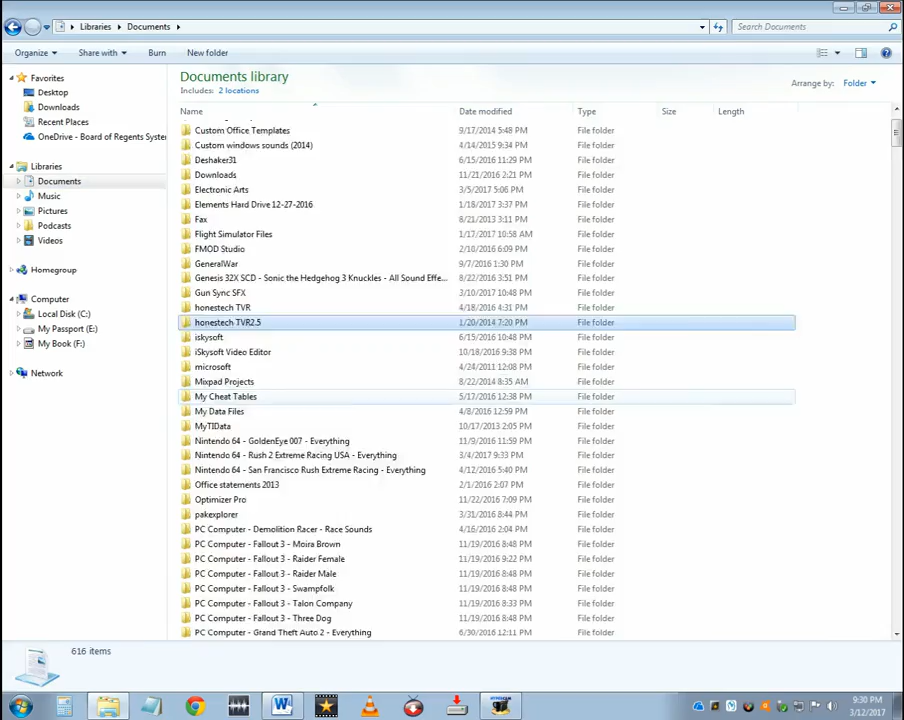 Libraries ▸ Documents ▸ Search Documents
Organize Share with Burn New folder
Documents library
Includes: 2 locations
Arrange by: Folder
Name Date modified Type Size Length
Favorites
Desktop
Downloads
Recent Places
OneDrive - Board of Regents Syster
Libraries
Documents
Music
Pictures
Podcasts
Videos
Homegroup
Computer
Local Disk (C:)
My Passport (E:)
My Book (F:)
Network
Custom Office Templates 9/17/2014 5:48 PM File folder
Custom windows sounds (2014) 4/14/2015 9:34 PM File folder
Deshaker31 6/15/2016 11:29 PM File folder
Downloads 11/21/2016 2:21 PM File folder
Electronic Arts 3/5/2017 5:06 PM File folder
Elements Hard Drive 12-27-2016 1/18/2017 3:37 PM File folder
Fax 8/21/2013 3:11 PM File folder
Flight Simulator Files 1/17/2017 10:58 AM File folder
FMOD Studio 2/10/2016 6:09 PM File folder
GeneralWar 9/7/2016 1:30 PM File folder
Genesis 32X SCD - Sonic the Hedgehog 3 Knuckles - All Sound Effe... 8/22/2016 3:51 PM File folder
Gun Sync SFX 3/10/2017 10:48 PM File folder
honestech TVR 4/18/2016 4:31 PM File folder
honestech TVR2.5 1/20/2014 7:20 PM File folder
iskysoft 6/15/2016 10:48 PM File folder
iSkysoft Video Editor 10/18/2016 9:38 PM File folder
microsoft 4/24/2011 12:08 PM File folder
Mixpad Projects 8/22/2014 8:35 AM File folder
My Cheat Tables 5/17/2016 12:38 PM File folder
My Data Files 4/8/2016 12:59 PM File folder
MyTIData 10/17/2013 2:05 PM File folder
Nintendo 64 - GoldenEye 007 - Everything 11/9/2016 11:59 PM File folder
Nintendo 64 - Rush 2 Extreme Racing USA - Everything 3/4/2017 9:33 PM File folder
Nintendo 64 - San Francisco Rush Extreme Racing - Everything 4/12/2016 5:40 PM File folder
Office statements 2013 2/1/2016 2:07 PM File folder
Optimizer Pro 11/22/2016 7:09 PM File folder
pakexplorer 3/31/2016 8:44 PM File folder
PC Computer - Demolition Racer - Race Sounds 4/16/2016 2:04 PM File folder
PC Computer - Fallout 3 - Moira Brown 11/19/2016 8:48 PM File folder
PC Computer - Fallout 3 - Raider Female 11/19/2016 9:22 PM File folder
PC Computer - Fallout 3 - Raider Male 11/19/2016 8:48 PM File folder
PC Computer - Fallout 3 - Swampfolk 11/19/2016 8:48 PM File folder
PC Computer - Fallout 3 - Talon Company 11/19/2016 8:33 PM File folder
PC Computer - Fallout 3 - Three Dog 11/19/2016 8:48 PM File folder
PC Computer - Grand Theft Auto 2 - Everything 6/30/2016 12:11 PM File folder
616 items
9:30 PM
3/12/2017